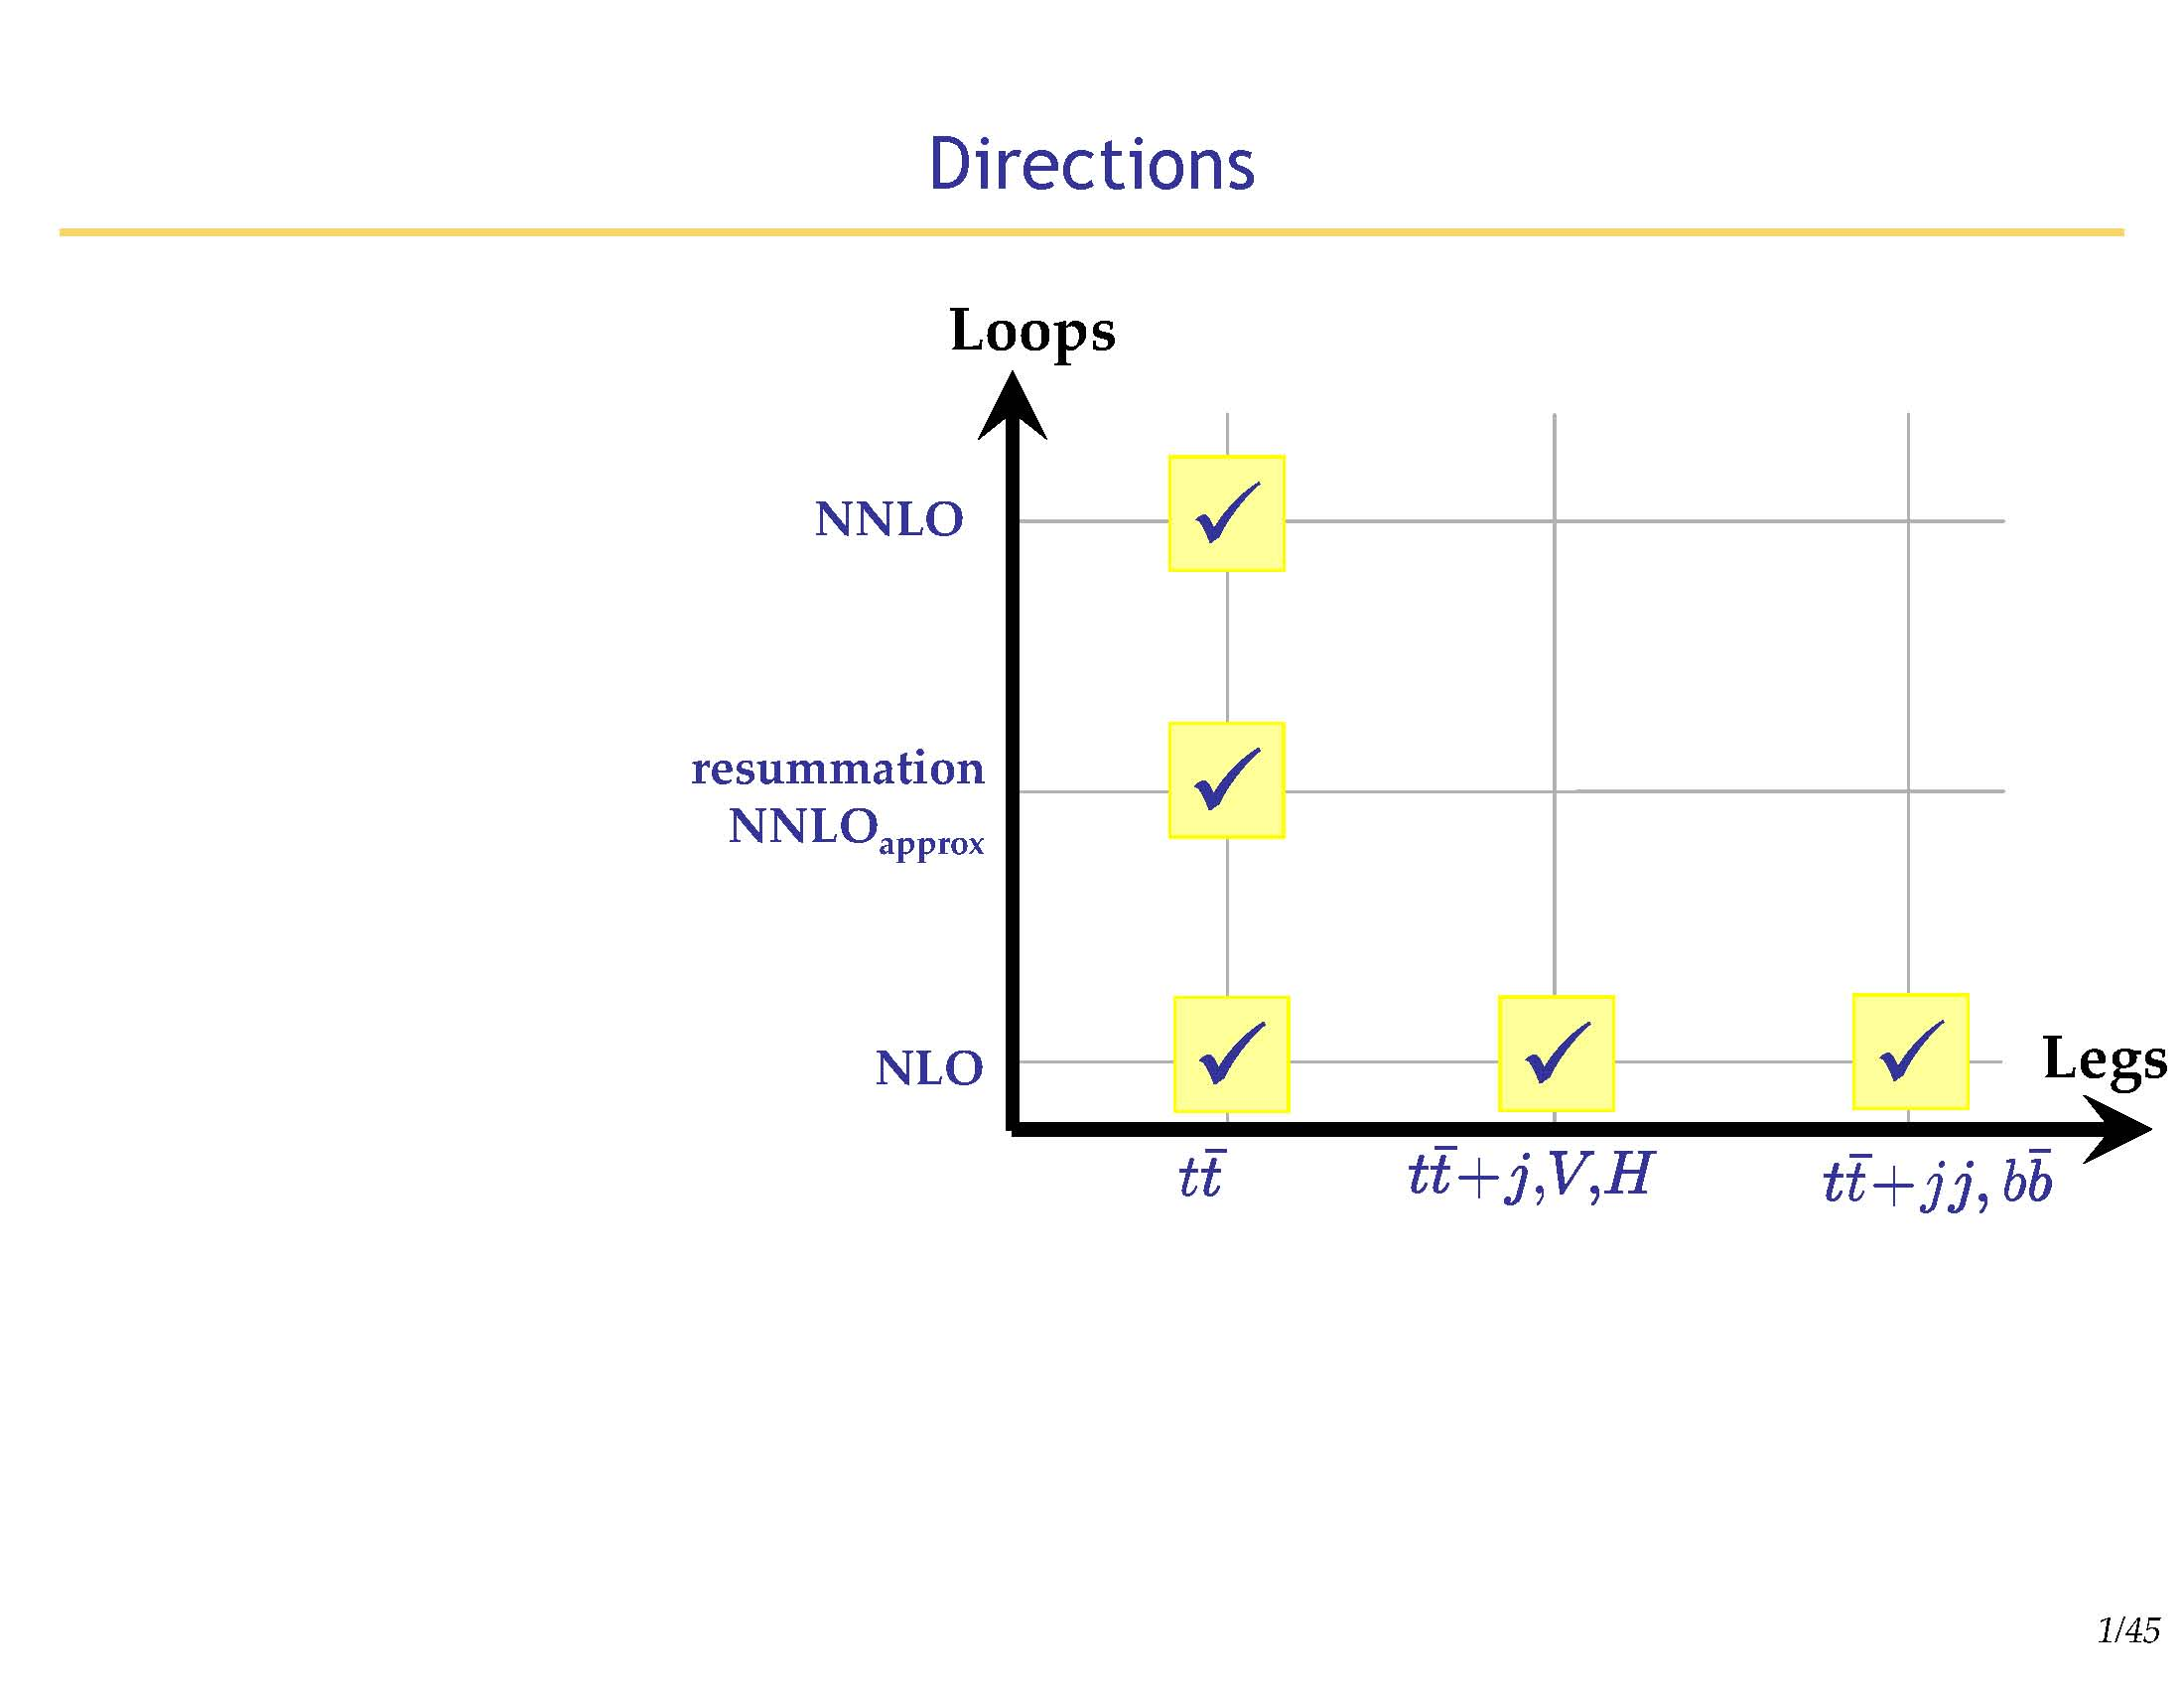 Directions
Loops
NNLO
resummation
NNLOapprox
NLO
Legs
tt̄
tt̄+j,V,H
tt̄+jj, bb̄
1/45